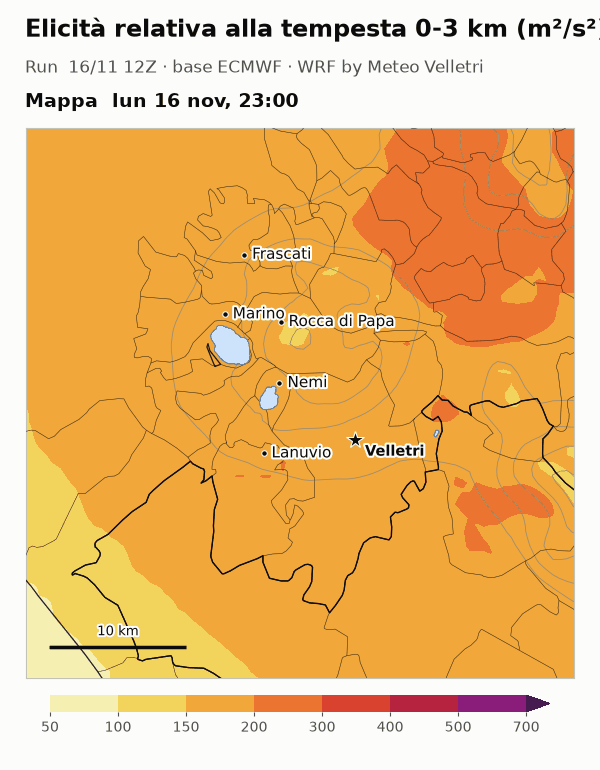 Elicità relativa alla tempesta 0-3 km (m²/s²)
Run  16/11 12Z · base ECMWF · WRF by Meteo Velletri
Mappa  lun 16 nov, 23:00
Frascati
Marino
Rocca di Papa
Nemi
Velletri
Lanuvio
10 km
50 100 150 200 300 400 500 700